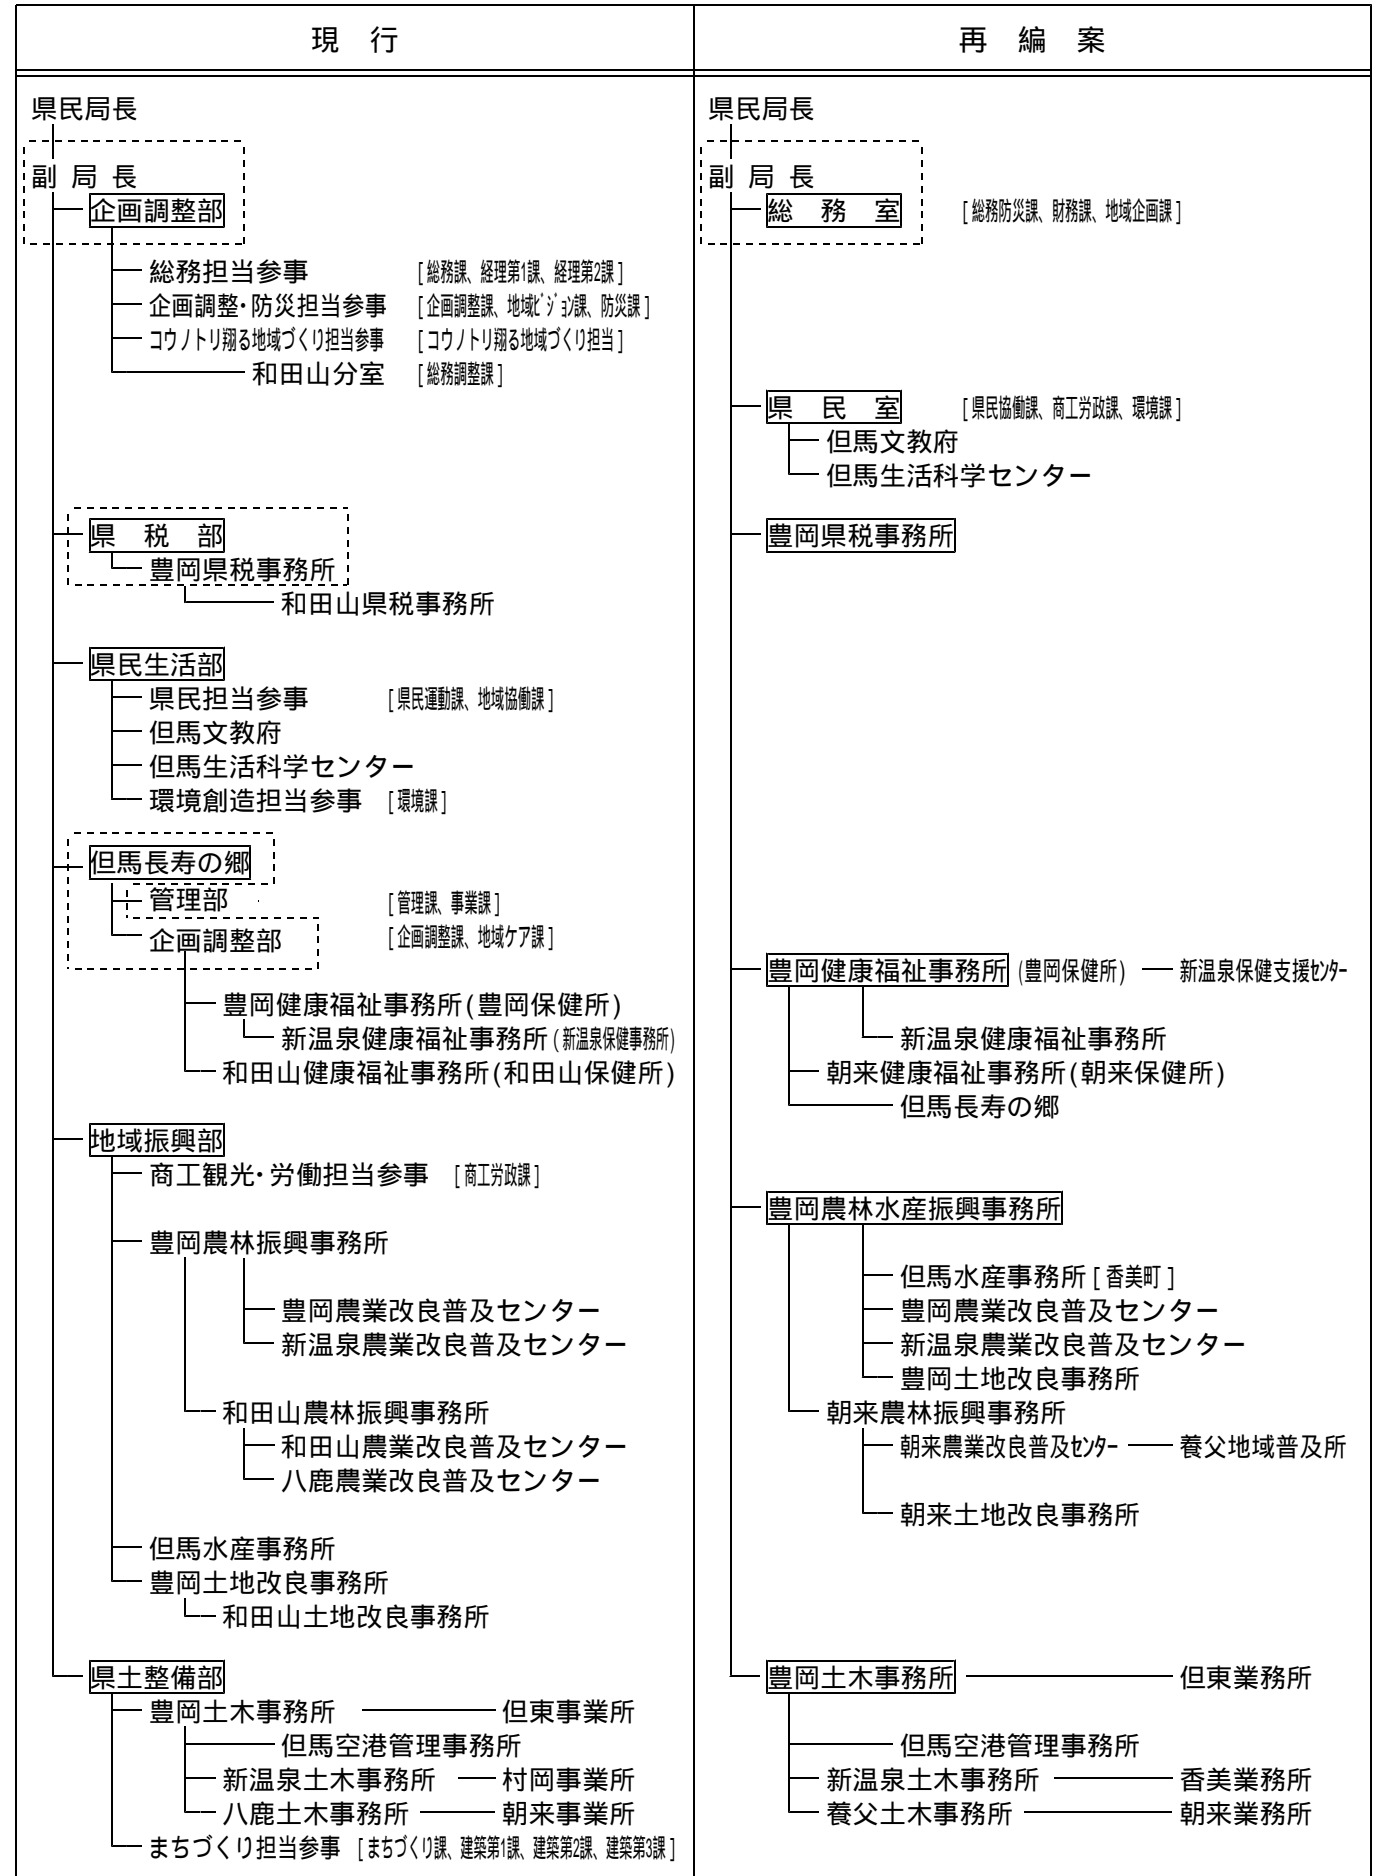 現 行
県民局長
副 局 長
企画調整部
総務担当参事 [総務課、経理第1課、経理第2課]
企画調整・防災担当参事 [企画調整課、地域ビジョン課、防災課]
コウノトリ翔る地域づくり担当参事 [コウノトリ翔る地域づくり担当]
和田山分室 [総務調整課]
県 税 部
豊岡県税事務所
和田山県税事務所
県民生活部
県民担当参事 [県民運動課、地域協働課]
但馬文教府
但馬生活科学センター
環境創造担当参事 [環境課]
但馬長寿の郷
管理部 [管理課、事業課]
企画調整部 [企画調整課、地域ケア課]
豊岡健康福祉事務所(豊岡保健所)
新温泉健康福祉事務所(新温泉保健事務所)
和田山健康福祉事務所(和田山保健所)
地域振興部
商工観光・労働担当参事 [商工労政課]
豊岡農林振興事務所
豊岡農業改良普及センター
新温泉農業改良普及センター
和田山農林振興事務所
和田山農業改良普及センター
八鹿農業改良普及センター
但馬水産事務所
豊岡土地改良事務所
和田山土地改良事務所
県土整備部
豊岡土木事務所 但東事業所
但馬空港管理事務所
新温泉土木事務所 村岡事業所
八鹿土木事務所 朝来事業所
まちづくり担当参事 [まちづくり課、建築第1課、建築第2課、建築第3課]
再 編 案
県民局長
副 局 長
総 務 室 [総務防災課、財務課、地域企画課]
県 民 室 [県民協働課、商工労政課、環境課]
但馬文教府
但馬生活科学センター
豊岡県税事務所
豊岡健康福祉事務所(豊岡保健所) 新温泉保健支援センター
新温泉健康福祉事務所
朝来健康福祉事務所(朝来保健所)
但馬長寿の郷
豊岡農林水産振興事務所
但馬水産事務所[香美町]
豊岡農業改良普及センター
新温泉農業改良普及センター
豊岡土地改良事務所
朝来農林振興事務所
朝来農業改良普及センター 養父地域普及所
朝来土地改良事務所
豊岡土木事務所 但東業務所
但馬空港管理事務所
新温泉土木事務所 香美業務所
養父土木事務所 朝来業務所